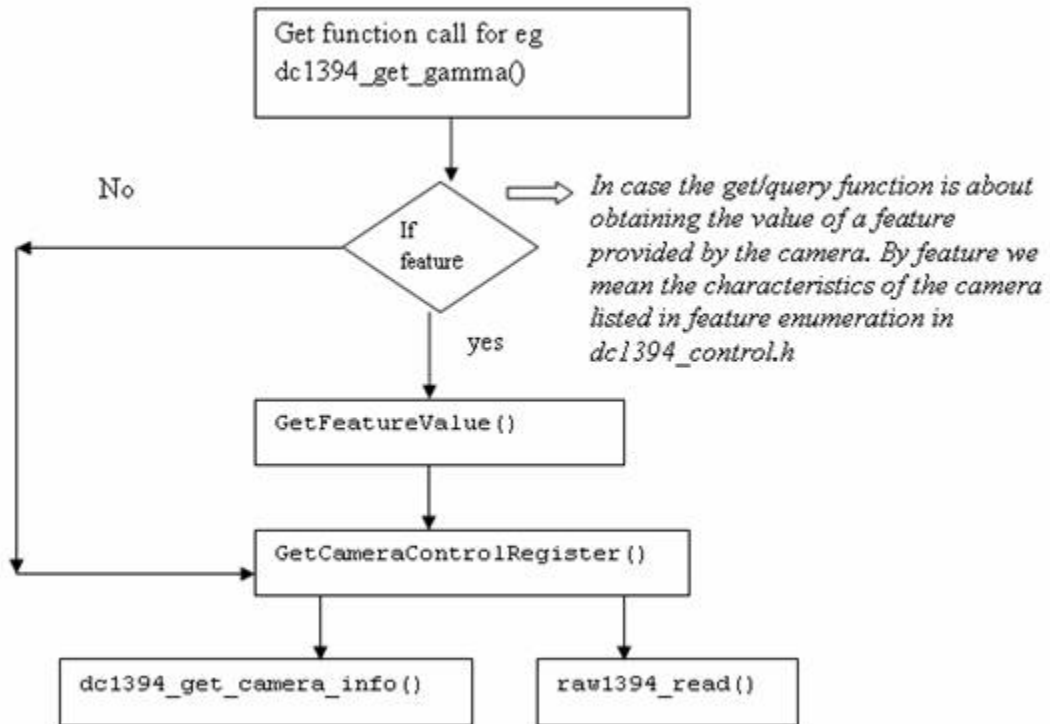 Get function call for eg
dc1394_get_gamma()
No
If
feature
In case the get/query function is about
obtaining the value of a feature
provided by the camera. By feature we
mean the characteristics of the camera
listed in feature enumeration in
dc1394_control.h
yes
GetFeatureValue()
GetCameraControlRegister()
dc1394_get_camera_info()
raw1394_read()